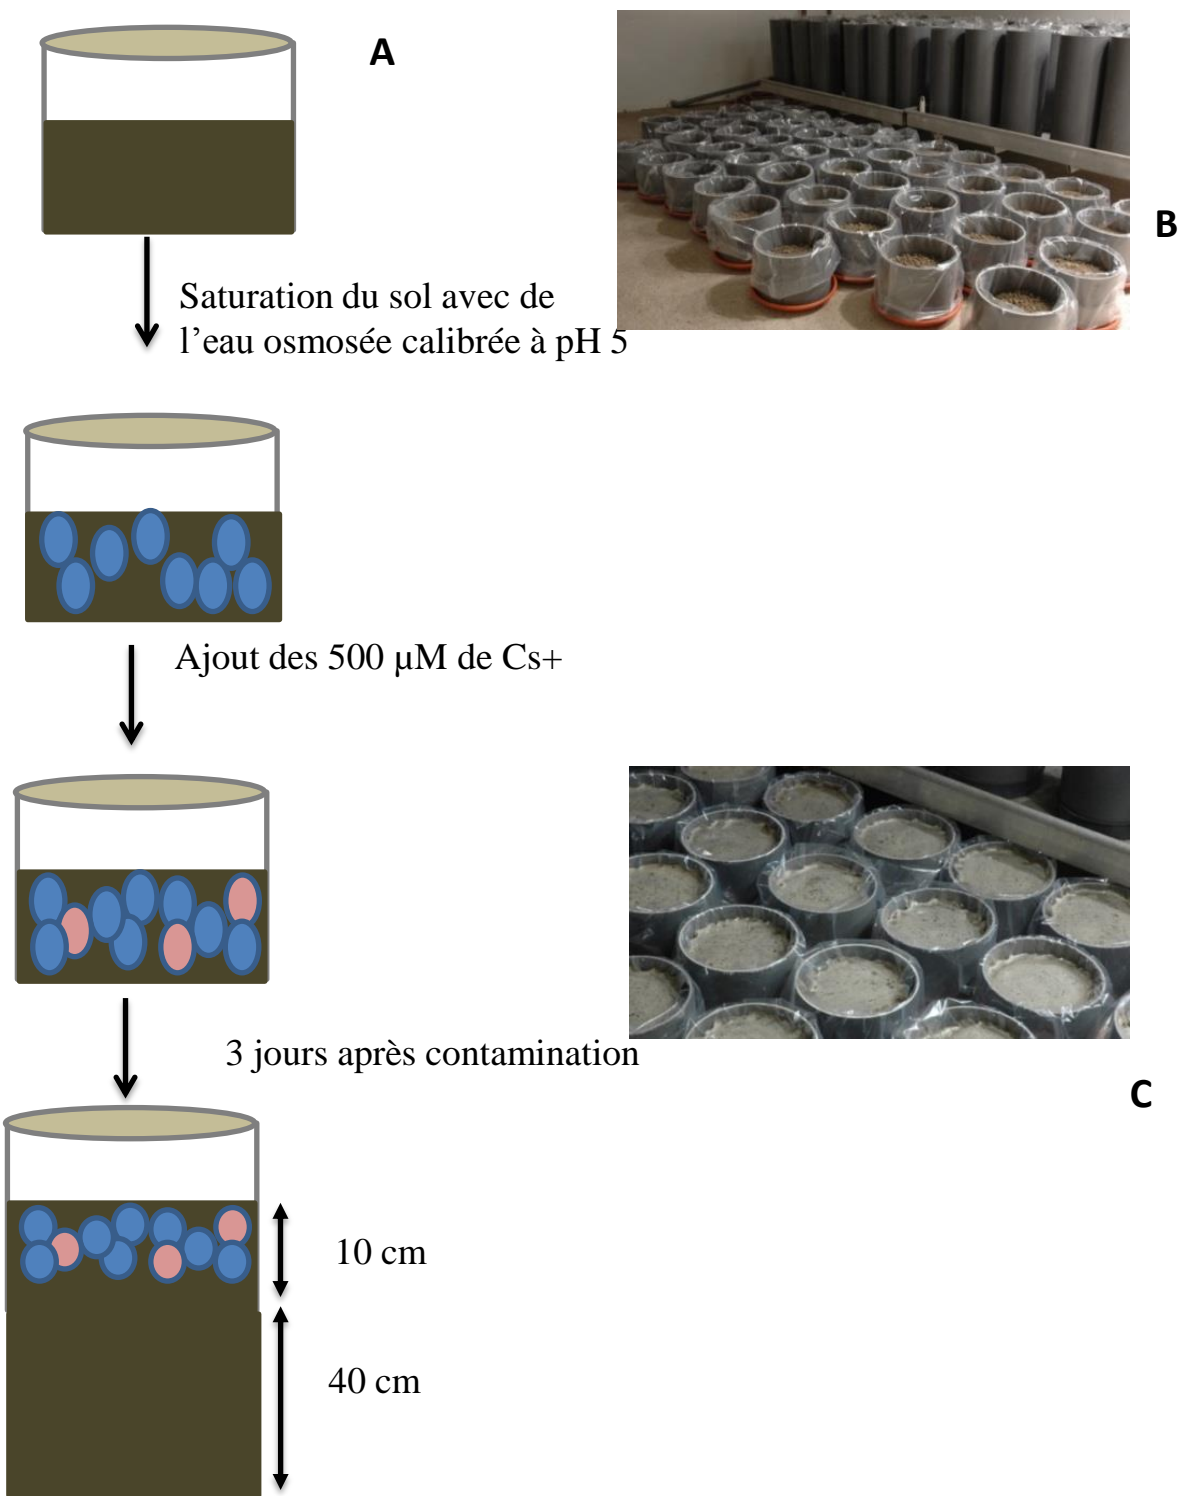 A
B
Saturation du sol avec de
l’eau osmosée calibrée à pH 5
Ajout des 500 µM de Cs+
3 jours après contamination
C
10 cm
40 cm